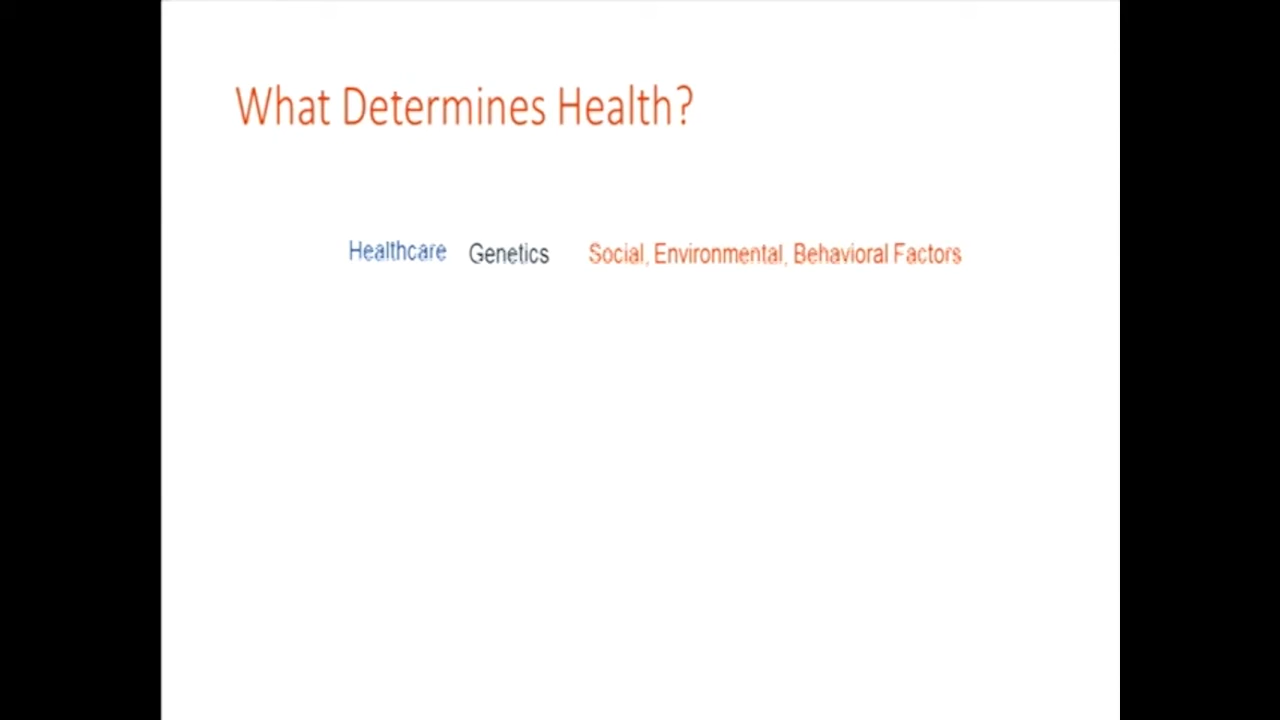 What Determines Health?
Healthcare Genetics Social, Environmental, Behavioral Factors